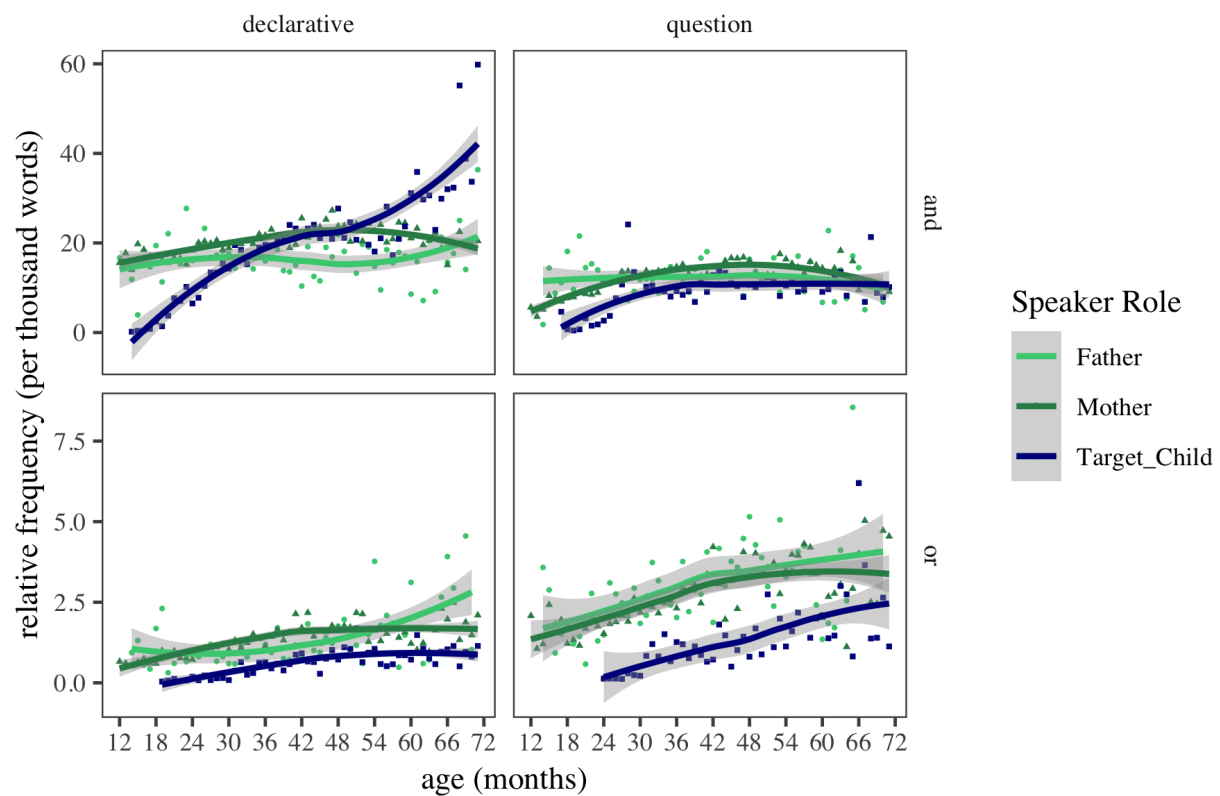 declarative
question
60
40
20
0
and
7.5
5.0
2.5
0.0
or
relative frequency (per thousand words)
12 18 24 30 36 42 48 54 60 66 72
12 18 24 30 36 42 48 54 60 66 72
age (months)
Speaker Role
Father
Mother
Target_Child